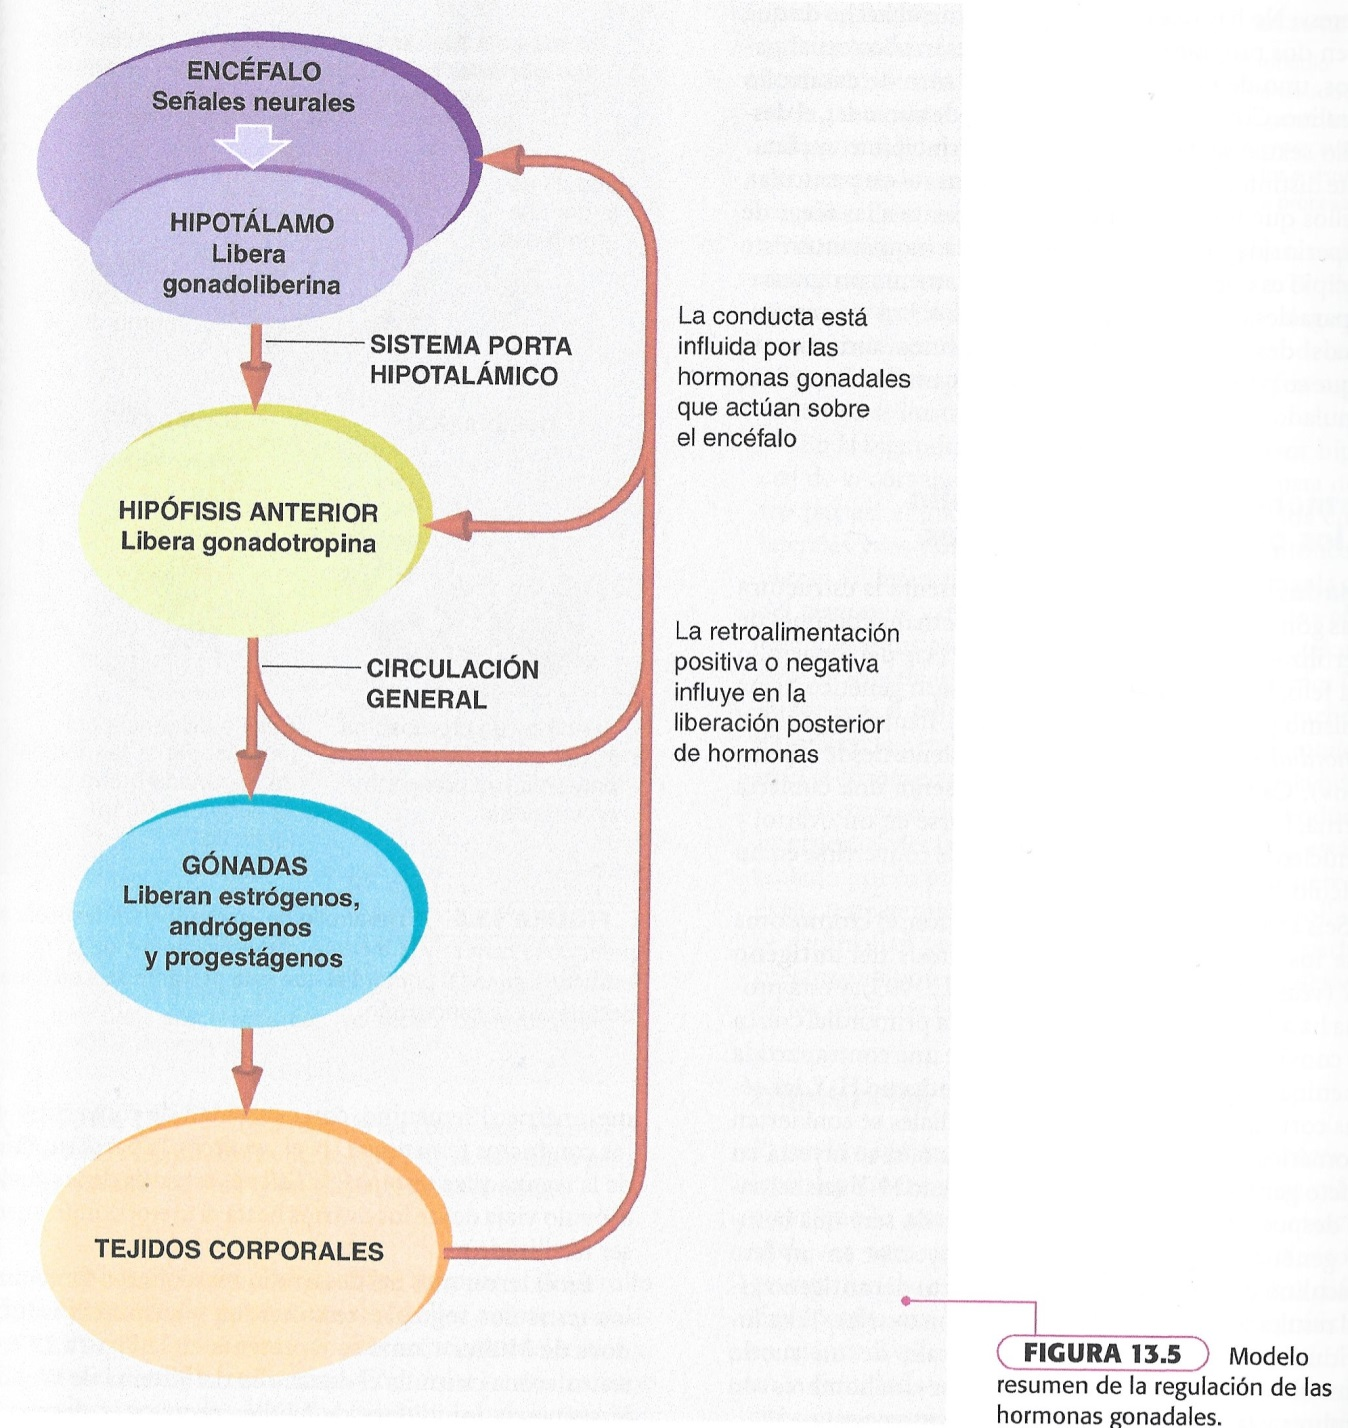 ENCÉFALO
Señales neurales
HIPOTÁLAMO
Libera
gonadoliberina
SISTEMA PORTA
HIPOTALÁMICO
La conducta está
influida por las
hormonas gonadales
que actúan sobre
el encéfalo
HIPÓFISIS ANTERIOR
Libera gonadotropina
La retroalimentación
positiva o negativa
influye en la
liberación posterior
de hormonas
CIRCULACIÓN
GENERAL
GÓNADAS
Liberan estrógenos,
andrógenos
y progestágenos
TEJIDOS CORPORALES
FIGURA 13.5 Modelo
resumen de la regulación de las
hormonas gonadales.